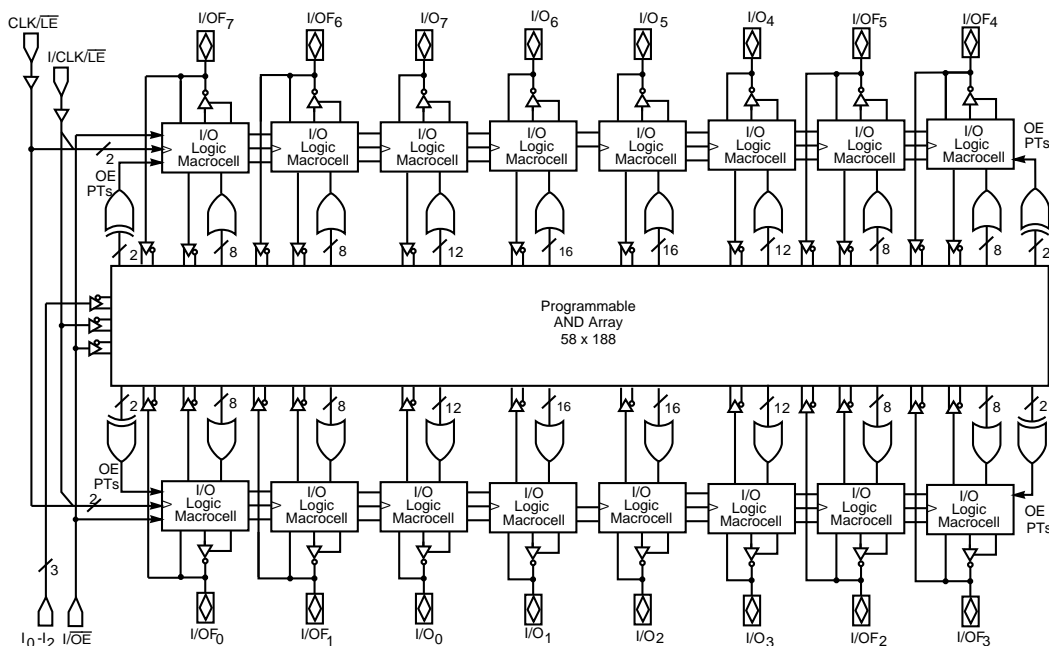 CLK/L̅E̅
I/CLK/L̅E̅
I/OF7 I/OF6 I/O7 I/O6 I/O5 I/O4 I/OF5 I/OF4
I/O Logic Macrocell I/O Logic Macrocell I/O Logic Macrocell I/O Logic Macrocell I/O Logic Macrocell I/O Logic Macrocell I/O Logic Macrocell I/O Logic Macrocell
2
OE PTs
OE PTs
2 8 8 12 16 16 12 8 8 2
Programmable
AND Array
58 x 188
2 8 8 12 16 16 12 8 8 2
OE PTs
OE PTs
I/O Logic Macrocell I/O Logic Macrocell I/O Logic Macrocell I/O Logic Macrocell I/O Logic Macrocell I/O Logic Macrocell I/O Logic Macrocell I/O Logic Macrocell
2
3
I0-I2 I/O̅E̅ I/OF0 I/OF1 I/O0 I/O1 I/O2 I/O3 I/OF2 I/OF3